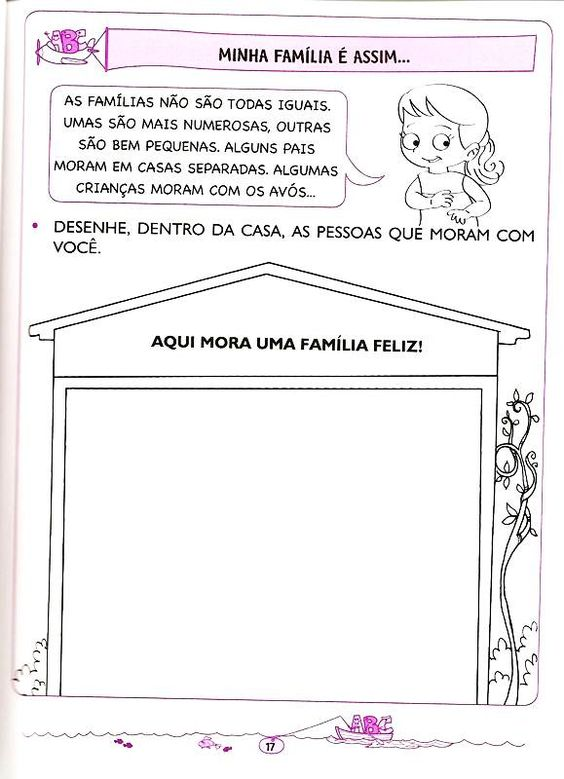 ABC
MINHA FAMÍLIA É ASSIM...
AS FAMÍLIAS NÃO SÃO TODAS IGUAIS.
UMAS SÃO MAIS NUMEROSAS, OUTRAS
SÃO BEM PEQUENAS. ALGUNS PAIS
MORAM EM CASAS SEPARADAS. ALGUMAS
CRIANÇAS MORAM COM OS AVÓS...
• DESENHE, DENTRO DA CASA, AS PESSOAS QUE MORAM COM
VOCÊ.
AQUI MORA UMA FAMÍLIA FELIZ!
ABC
17